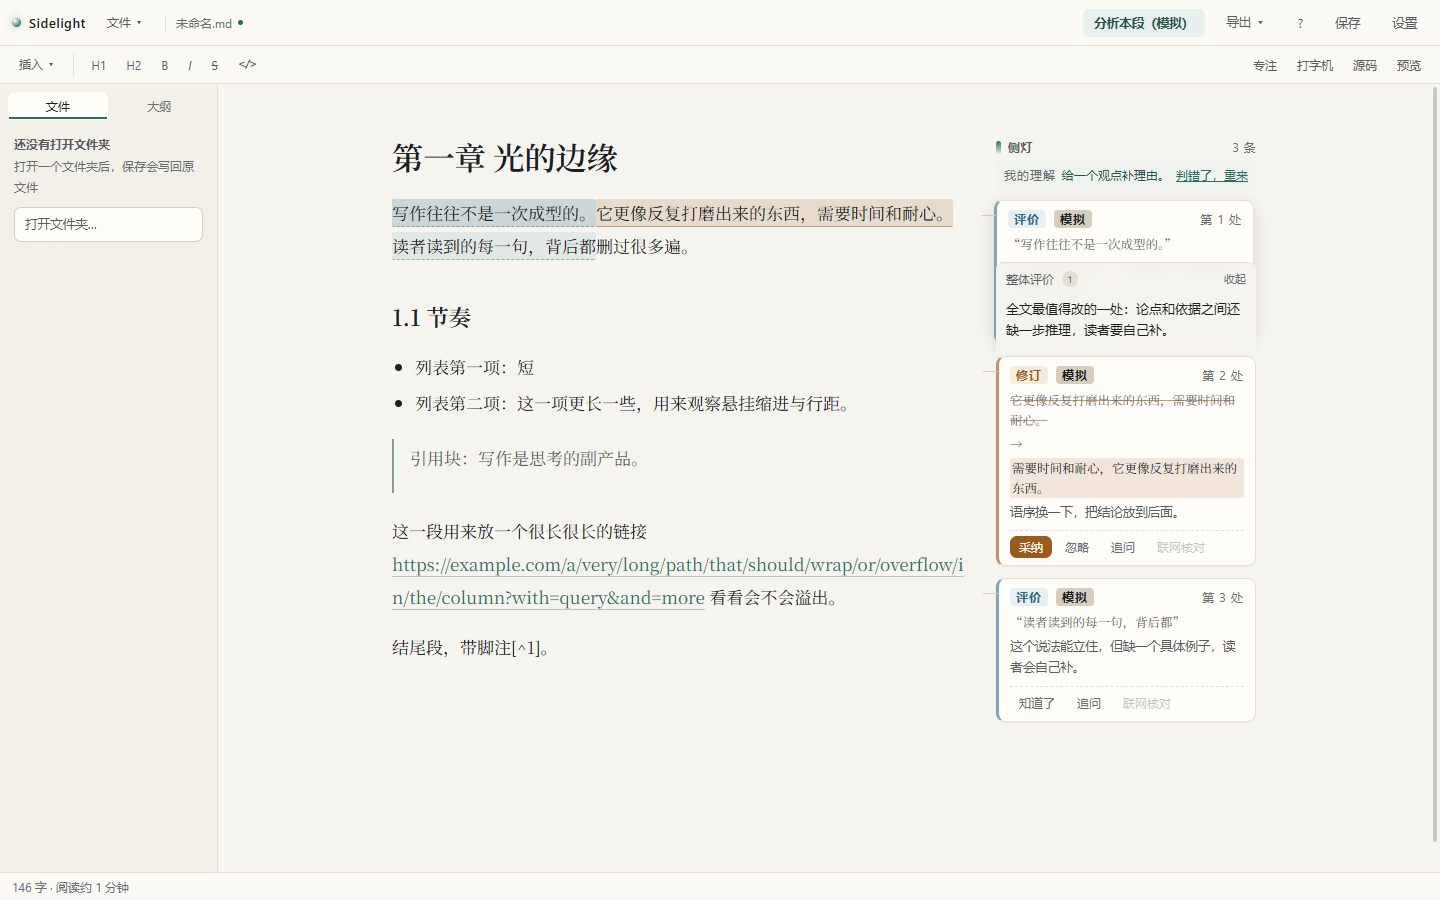 Sidelight 文件 未命名.md 分析本段（模拟） 导出 ? 保存 设置
插入 H1 H2 B I S </> 专注 打字机 源码 预览
文件 大纲
还没有打开文件夹
打开一个文件夹后，保存会写回原
文件
打开文件夹...
第一章 光的边缘
写作往往不是一次成型的。它更像反复打磨出来的东西，需要时间和耐心。
读者读到的每一句，背后都删过很多遍。
1.1 节奏
• 列表第一项：短
• 列表第二项：这一项更长一些，用来观察悬挂缩进与行距。
引用块：写作是思考的副产品。
这一段用来放一个很长很长的链接
https://example.com/a/very/long/path/that/should/wrap/or/overflow/i
n/the/column?with=query&and=more 看看会不会溢出。
结尾段，带脚注[^1]。
侧灯 3 条
我的理解 给一个观点补理由。 判错了，重来
评价 模拟 第 1 处
“写作往往不是一次成型的。”
整体评价 1 收起
全文最值得改的一处：论点和依据之间还
缺一步推理，读者要自己补。
修订 模拟 第 2 处
它更像反复打磨出来的东西，需要时间和
耐心。
→
需要时间和耐心，它更像反复打磨出来的
东西。
语序换一下，把结论放到后面。
采纳 忽略 追问 联网核对
评价 模拟 第 3 处
“读者读到的每一句，背后都”
这个说法能立住，但缺一个具体例子，读
者会自己补。
知道了 追问 联网核对
146 字 · 阅读约 1 分钟